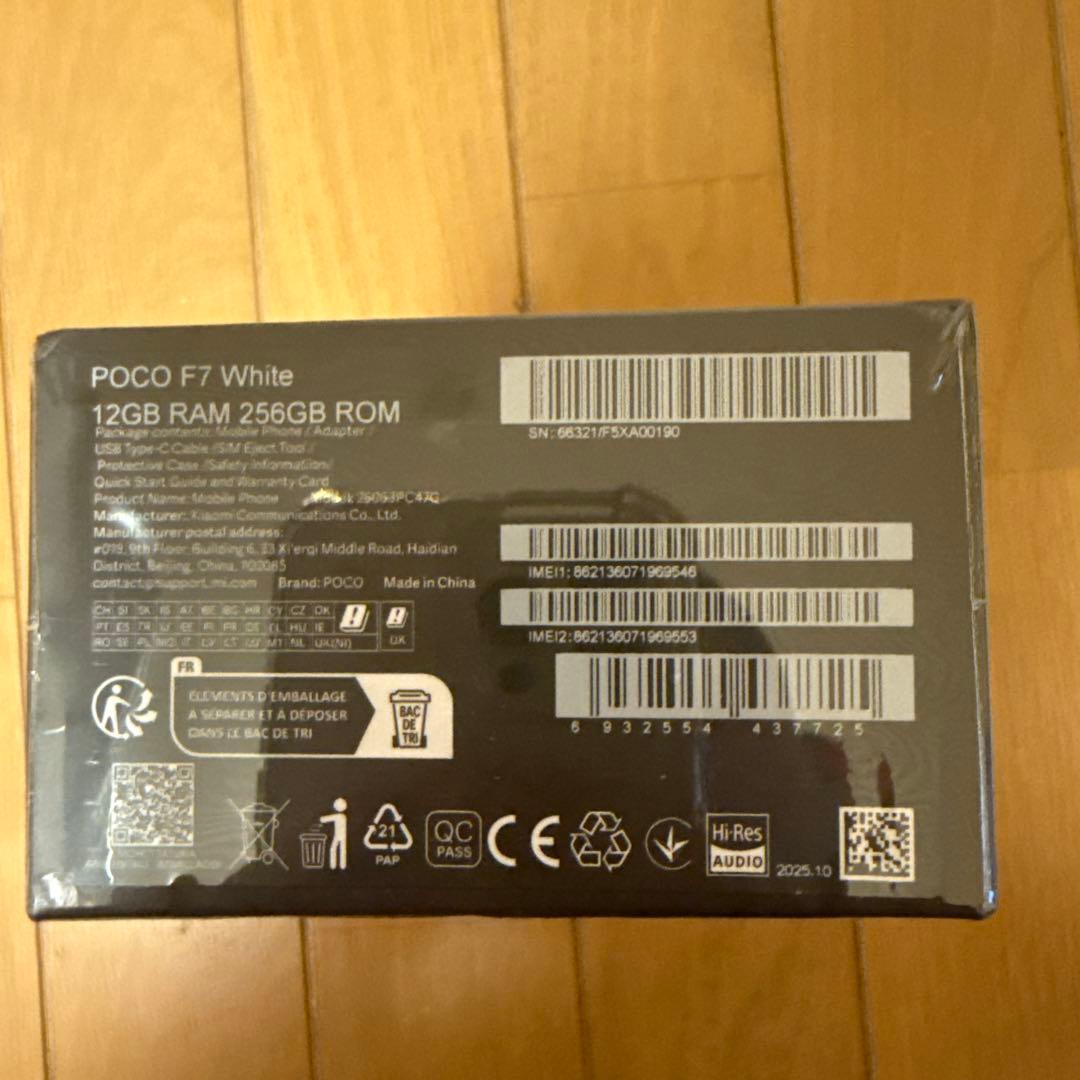 POCO F7 White
12GB RAM 256GB ROM
Package contents: Mobile Phone / Adapter /
USB Type-C Cable /SIM Eject Tool /
Protective Case /Safety Information/
Quick Start Guide and Warranty Card
Product Name: Mobile Phone
Manufacturer: Xiaomi Communications Co., Ltd.
Manufacturer postal address:
#019, 9th Floor, Building 6, 33 Xi'erqi Middle Road, Haidian
District, Beijing, China, 100085
contact@support.mi.com Brand: POCO Made in China
UK
FR
ÉLÉMENTS D'EMBALLAGE
À SÉPARER ET À DÉPOSER
DANS LE BAC DE TRI
BAC
DE
TRI
SN: 66321/F5XA00190
IMEI1: 862136071969546
IMEI2: 862136071969553
6 932554 437725
21
PAP
QC
PASS
CE
Hi-Res
AUDIO
2025.10